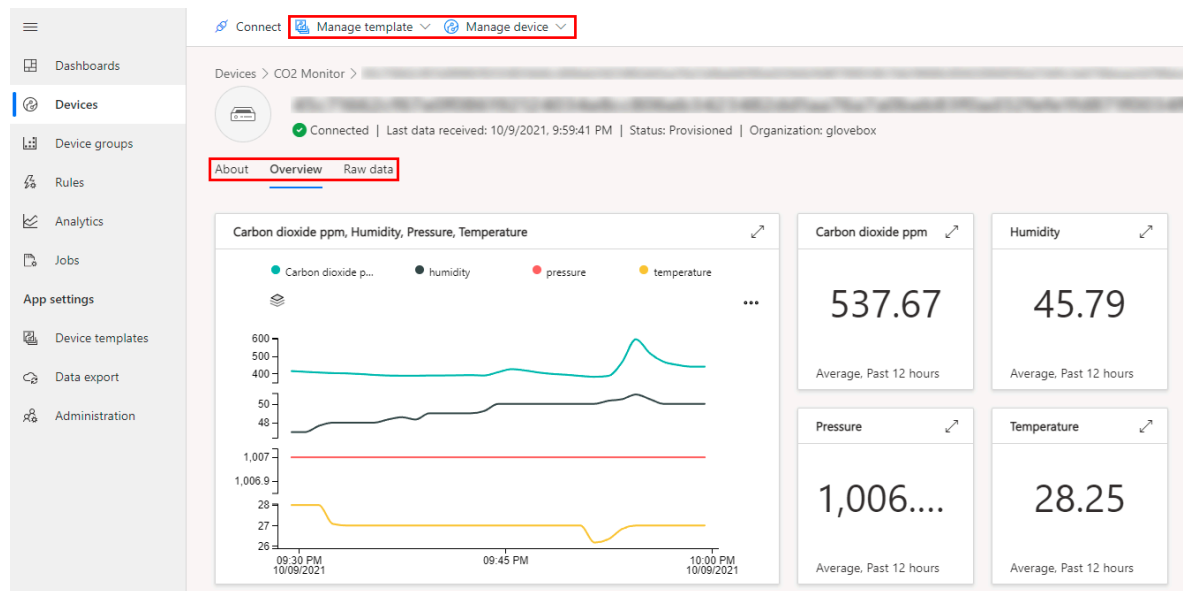 Connect Manage template Manage device
Dashboards
Devices
Device groups
Rules
Analytics
Jobs
App settings
Device templates
Data export
Administration
Devices > CO2 Monitor >
Connected | Last data received: 10/9/2021, 9:59:41 PM | Status: Provisioned | Organization: glovebox
About Overview Raw data
Carbon dioxide ppm, Humidity, Pressure, Temperature
Carbon dioxide p... humidity pressure temperature
600
500
400
50
48
1,007
1,006.9
28
27
26
09:30 PM 09:45 PM 10:00 PM
10/09/2021 10/09/2021
Carbon dioxide ppm
537.67
Average, Past 12 hours
Humidity
45.79
Average, Past 12 hours
Pressure
1,006....
Average, Past 12 hours
Temperature
28.25
Average, Past 12 hours